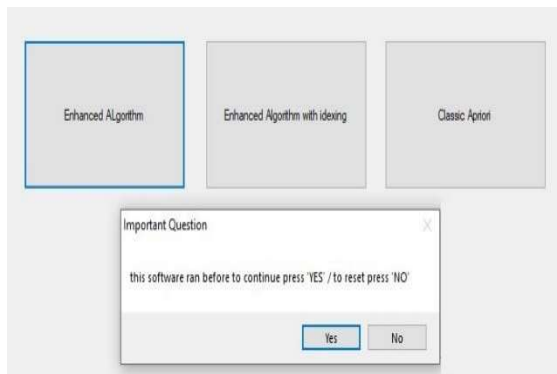 Enhanced ALgorithm
Enhanced Algorithm with idexing
Classic Apriori
Important Question
this software ran before to continue press 'YES' / to reset press 'NO'
Yes
No